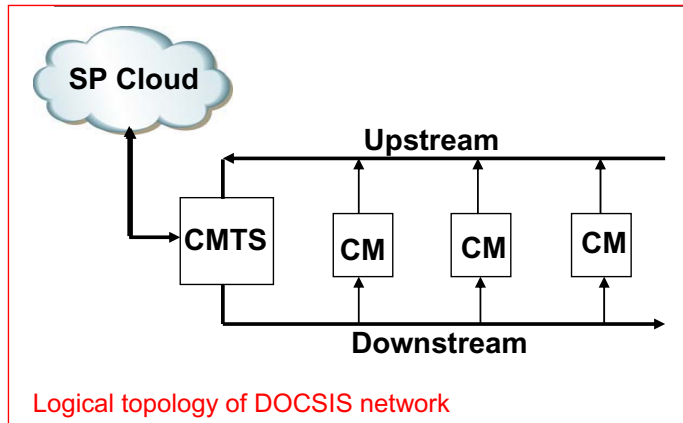 SP Cloud
Upstream
CMTS
CM
CM
CM
Downstream
Logical topology of DOCSIS network